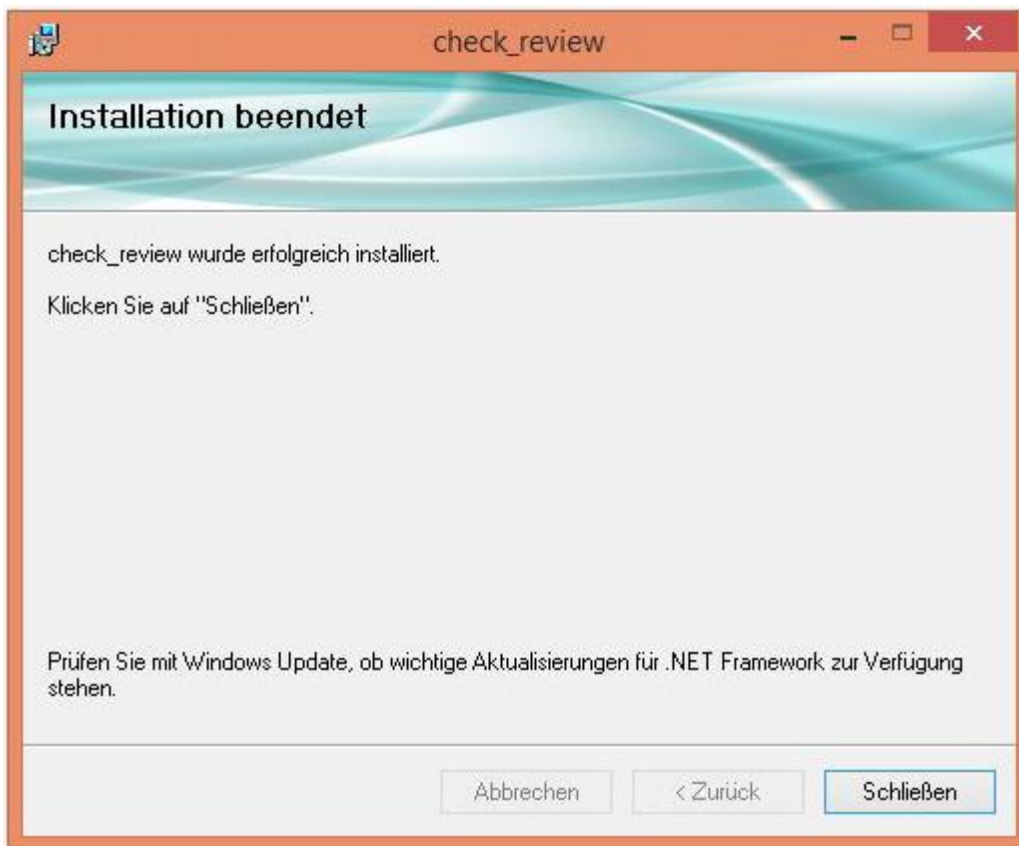 check_review
Installation beendet
check_review wurde erfolgreich installiert.
Klicken Sie auf "Schließen".
Prüfen Sie mit Windows Update, ob wichtige Aktualisierungen für .NET Framework zur Verfügung
stehen.
Abbrechen
< Zurück
Schließen